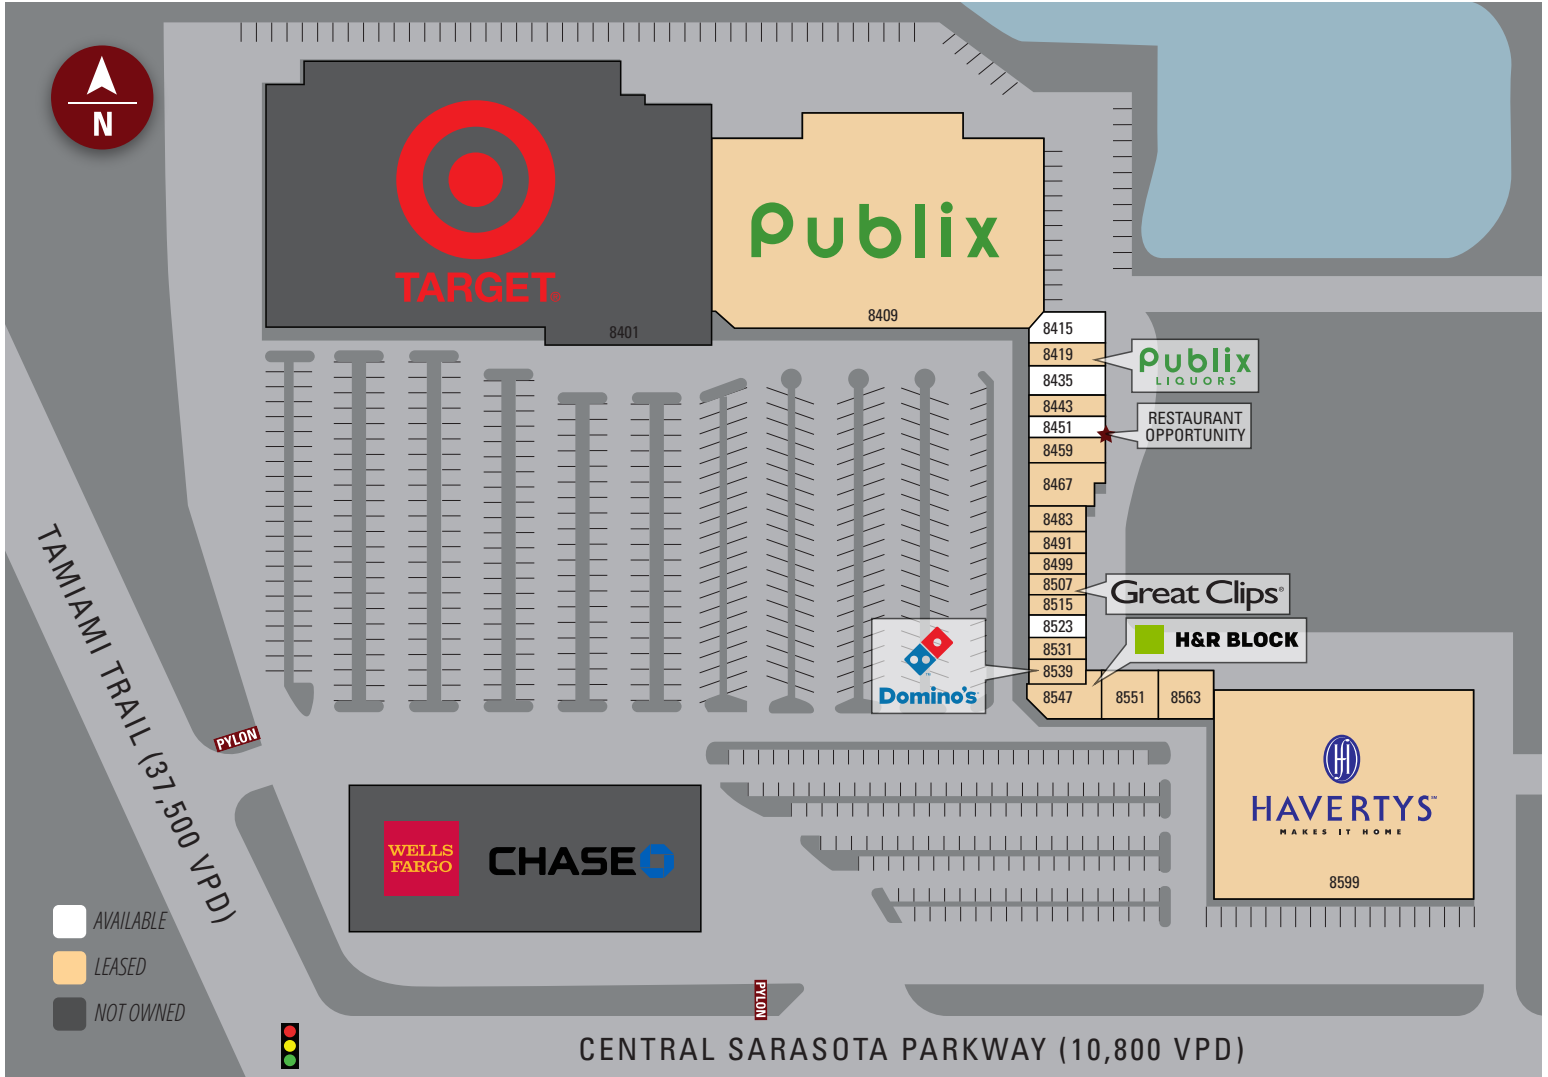 N
TARGET
8401
Publix
8409
8415
8419
Publix
LIQUORS
8435
8443
8451
RESTAURANT
OPPORTUNITY
8459
8467
8483
8491
8499
8507
Great Clips®
8515
8523
H&R BLOCK
8531
8539
Domino's
8547
8551
8563
HAVERTYS™
MAKES IT HOME
8599
TAMIAMI TRAIL (37,500 VPD)
PYLON
WELLS
FARGO
CHASE
AVAILABLE
LEASED
NOT OWNED
PYLON
CENTRAL SARASOTA PARKWAY (10,800 VPD)